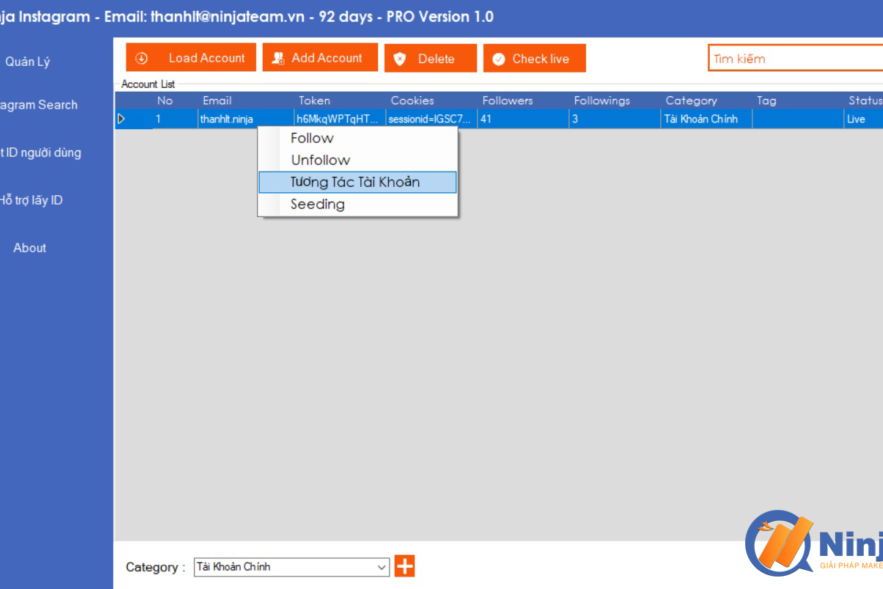 ja Instagram - Email: thanhlt@ninjateam.vn - 92 days - PRO Version 1.0
Quản Lý
agram Search
t ID người dùng
Hỗ trợ lấy ID
About
Load Account Add Account Delete Check live Tìm kiếm
Account List
No Email Token Cookies Followers Followings Category Tag Status
1 thanhlt.ninja h6MkqWPTqHT... sessionid=IGSC7... 41 3 Tài Khoản Chính Live
Follow
Unfollow
Tương Tác Tài Khoản
Seeding
Category : Tài Khoản Chính
Ninj
GIẢI PHÁP MAKE